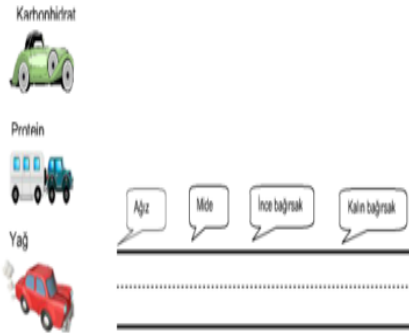 Karbonhidrat
Protein
Ağız
Mide
İnce bağırsak
Kalın bağırsak
Yağ